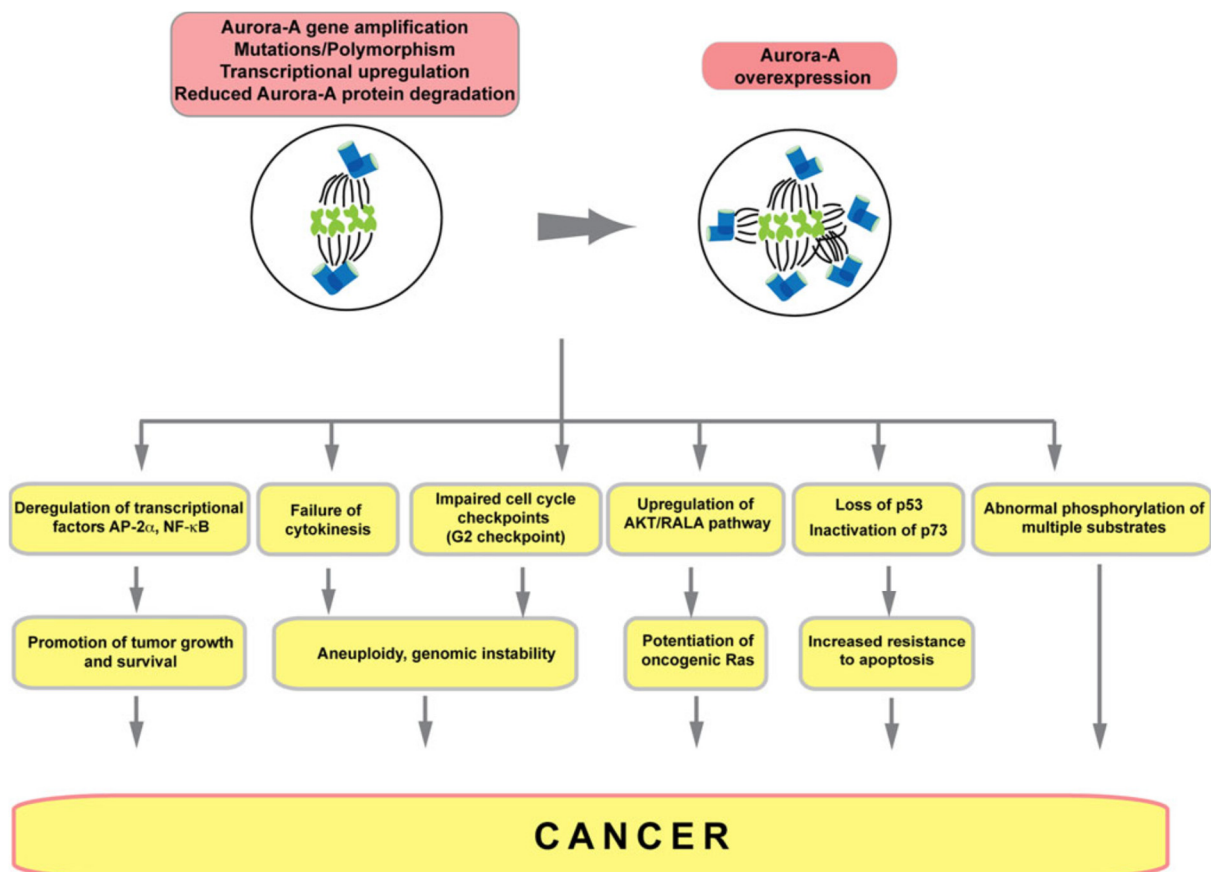 Aurora-A gene amplification
Mutations/Polymorphism
Transcriptional upregulation
Reduced Aurora-A protein degradation
Aurora-A
overexpression
Deregulation of transcriptional
factors AP-2α, NF-κB
Failure of
cytokinesis
Impaired cell cycle
checkpoints
(G2 checkpoint)
Upregulation of
AKT/RALA pathway
Loss of p53
Inactivation of p73
Abnormal phosphorylation of
multiple substrates
Promotion of tumor growth
and survival
Aneuploidy, genomic instability
Potentiation of
oncogenic Ras
Increased resistance
to apoptosis
CANCER